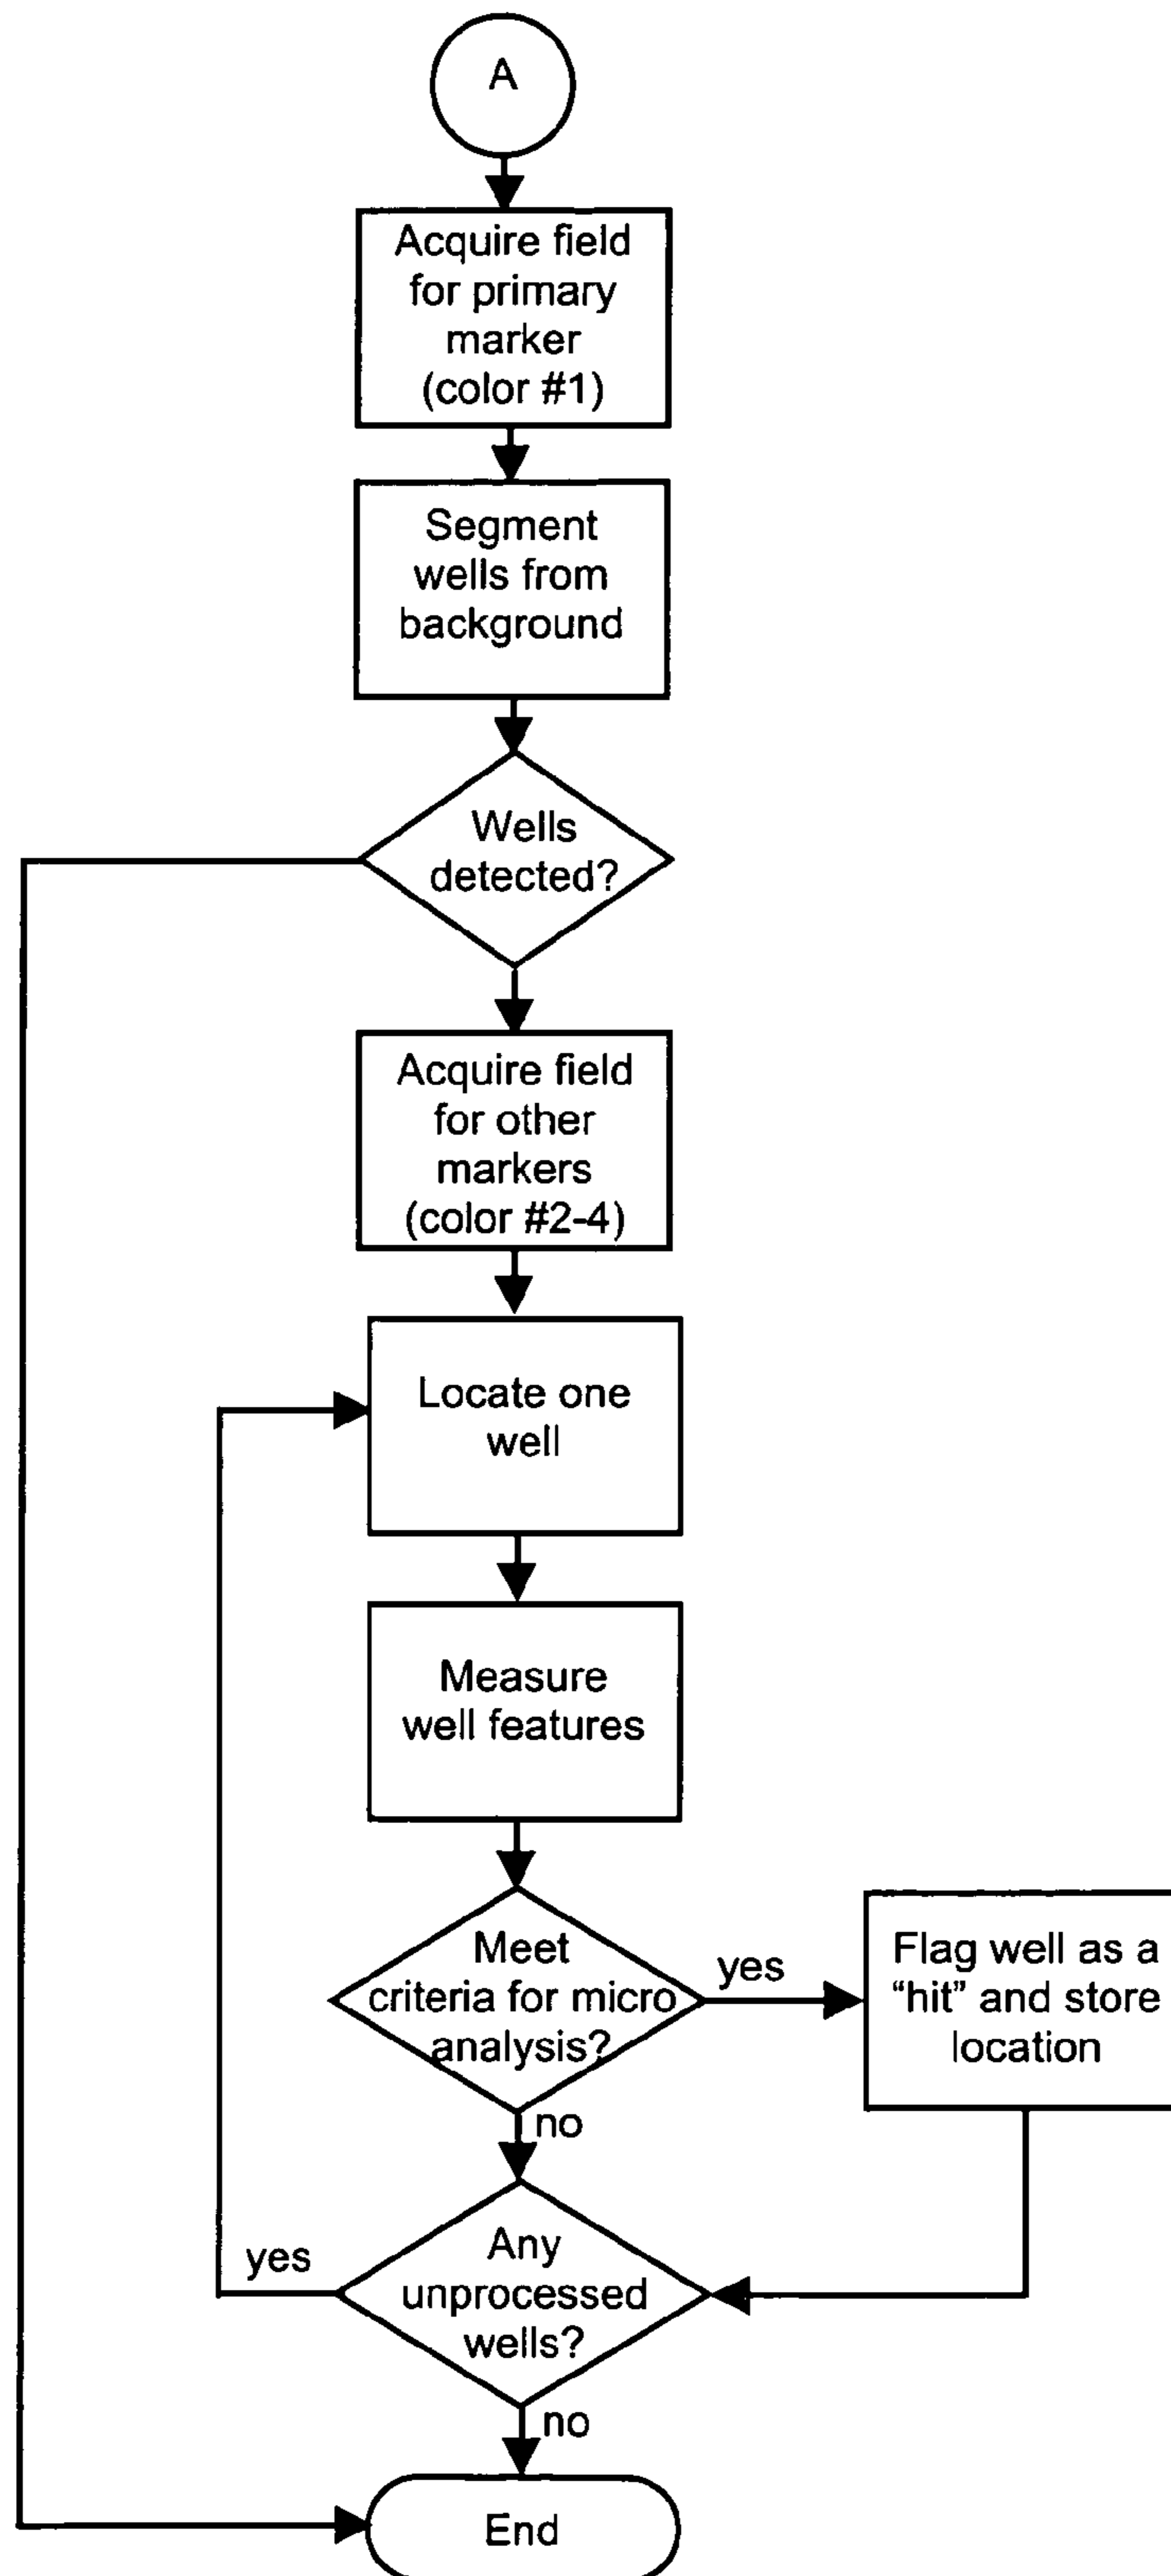 A
Acquire field
for primary
marker
(color #1)
Segment
wells from
background
Wells
detected?
Acquire field
for other
markers
(color #2-4)
Locate one
well
Measure
well features
Meet
criteria for micro
analysis?
yes
Flag well as a
“hit” and store
location
no
Any
unprocessed
wells?
yes
no
End